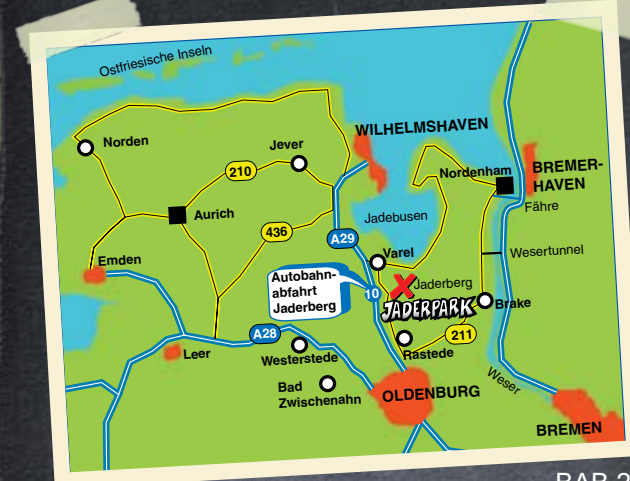 Ostfriesische Inseln
Norden
Jever
WILHELMSHAVEN
210
Nordenham
BREMER-
HAVEN
Fähre
Aurich
Jadebusen
436
A29
Wesertunnel
Emden
Varel
Autobahn-
abfahrt
Jaderberg
10
Jaderberg
JADERPARK
Brake
A28
211
Leer
Westerstede
Rastede
Bad
Zwischenahn
OLDENBURG
Weser
BREMEN